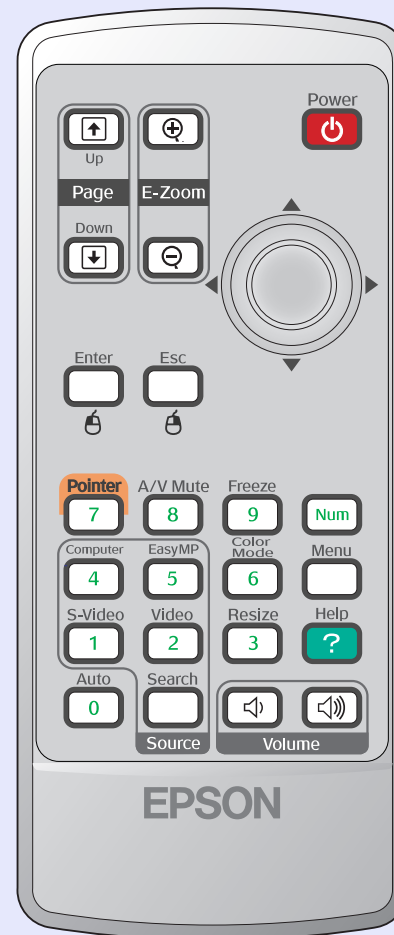 Power
Up
Page E-Zoom
Down
Enter Esc
Pointer A/V Mute Freeze
7 8 9 Num
Computer EasyMP Color Mode Menu
4 5 6
S-Video Video Resize Help
1 2 3 ?
Auto Search
0
Source Volume
EPSON